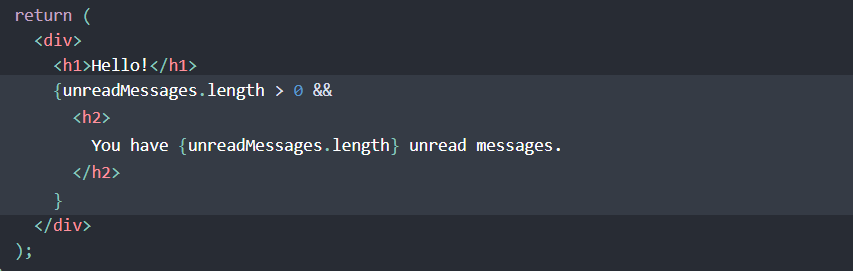 return (
  <div>
    <h1>Hello!</h1>
    {unreadMessages.length > 0 &&
      <h2>
        You have {unreadMessages.length} unread messages.
      </h2>
    }
  </div>
);